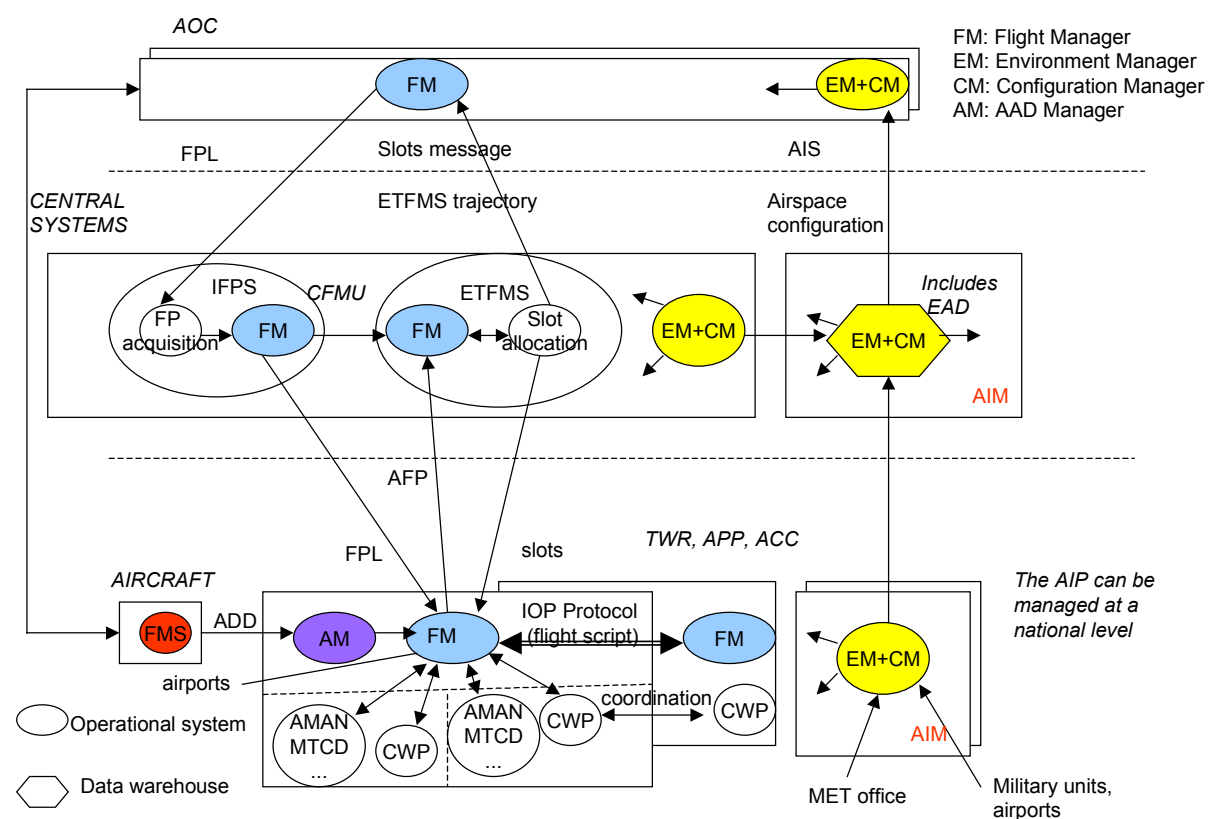 AOC
FM: Flight Manager
EM: Environment Manager
CM: Configuration Manager
AM: AAD Manager
FM
EM+CM
FPL
Slots message
AIS
CENTRAL
SYSTEMS
ETFMS trajectory
Airspace
configuration
IFPS
CFMU
ETFMS
Includes
EAD
FP
acquisition
FM
FM
Slot
allocation
EM+CM
EM+CM
AIM
AFP
FPL
slots
TWR, APP, ACC
AIRCRAFT
The AIP can be
managed at a
national level
FMS
ADD
AM
FM
IOP Protocol
(flight script)
FM
EM+CM
airports
coordination
AMAN
MTCD
...
CWP
AMAN
MTCD
...
CWP
CWP
AIM
Operational system
Data warehouse
MET office
Military units,
airports